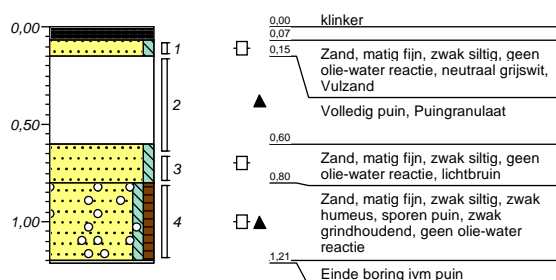 0,00
0,50
1,00
1
2
3
4
0,00 klinker
0,07
0,15
Zand, matig fijn, zwak siltig, geen
olie-water reactie, neutraal grijswit,
Vulzand
Volledig puin, Puingranulaat
0,60
Zand, matig fijn, zwak siltig, geen
olie-water reactie, lichtbruin
0,80
Zand, matig fijn, zwak siltig, zwak
humeus, sporen puin, zwak
grindhoudend, geen olie-water
reactie
1,21
Einde boring ivm puin